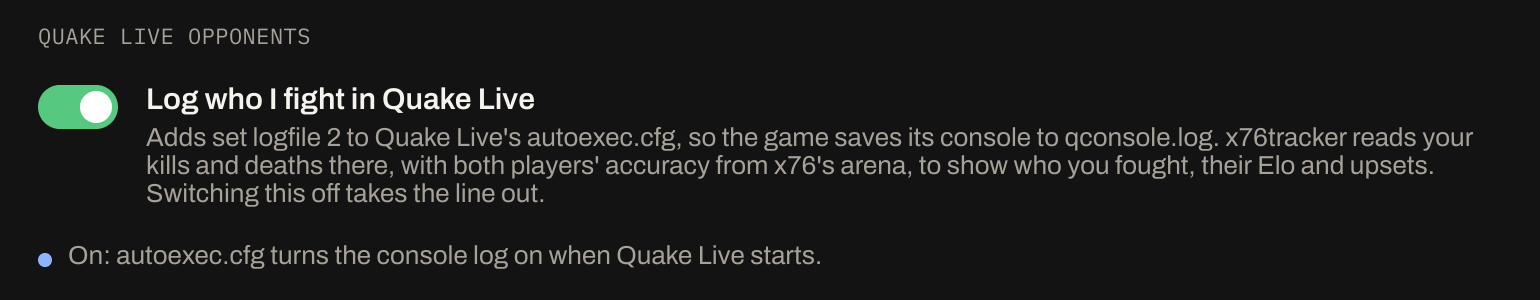 QUAKE LIVE OPPONENTS
Log who I fight in Quake Live
Adds set logfile 2 to Quake Live's autoexec.cfg, so the game saves its console to qconsole.log. x76tracker reads your
kills and deaths there, with both players' accuracy from x76's arena, to show who you fought, their Elo and upsets.
Switching this off takes the line out.
On: autoexec.cfg turns the console log on when Quake Live starts.